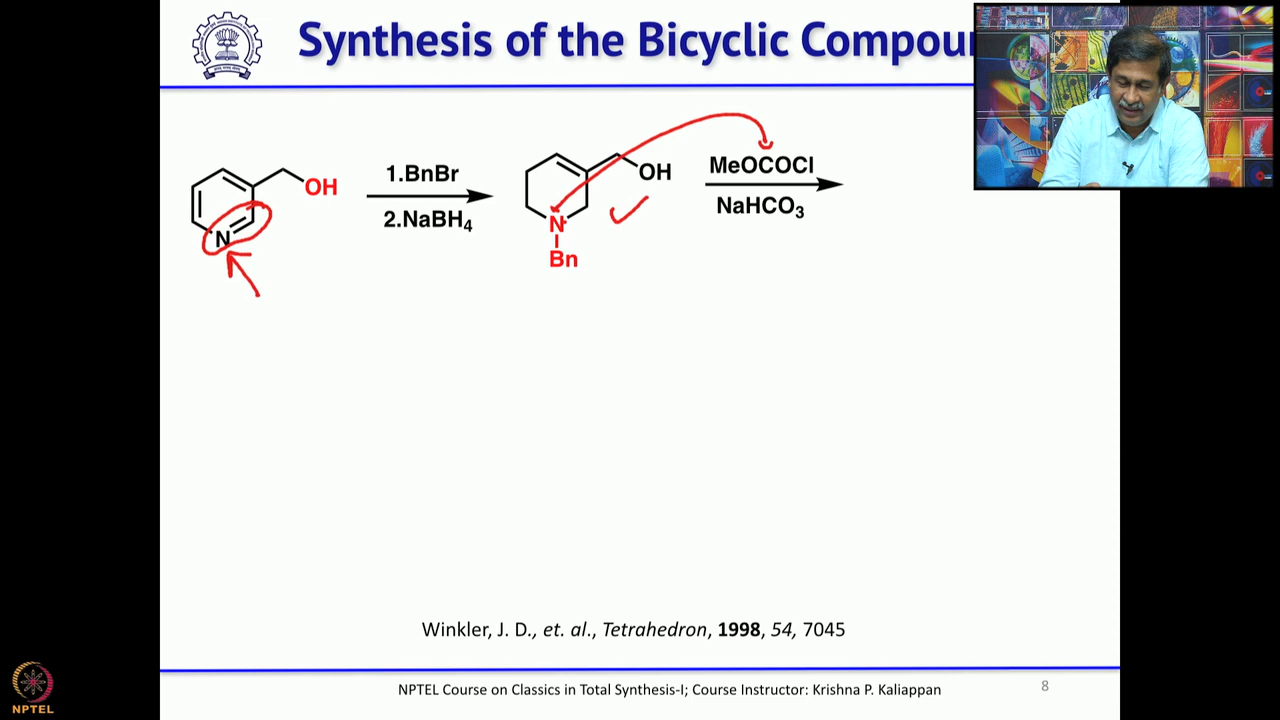 Synthesis of the Bicyclic Compou
OH
N
1.BnBr
2.NaBH4
OH
N
Bn
MeOCOCl
NaHCO3
Winkler, J. D., et. al., Tetrahedron, 1998, 54, 7045
NPTEL Course on Classics in Total Synthesis-I; Course Instructor: Krishna P. Kaliappan
8
NPTEL